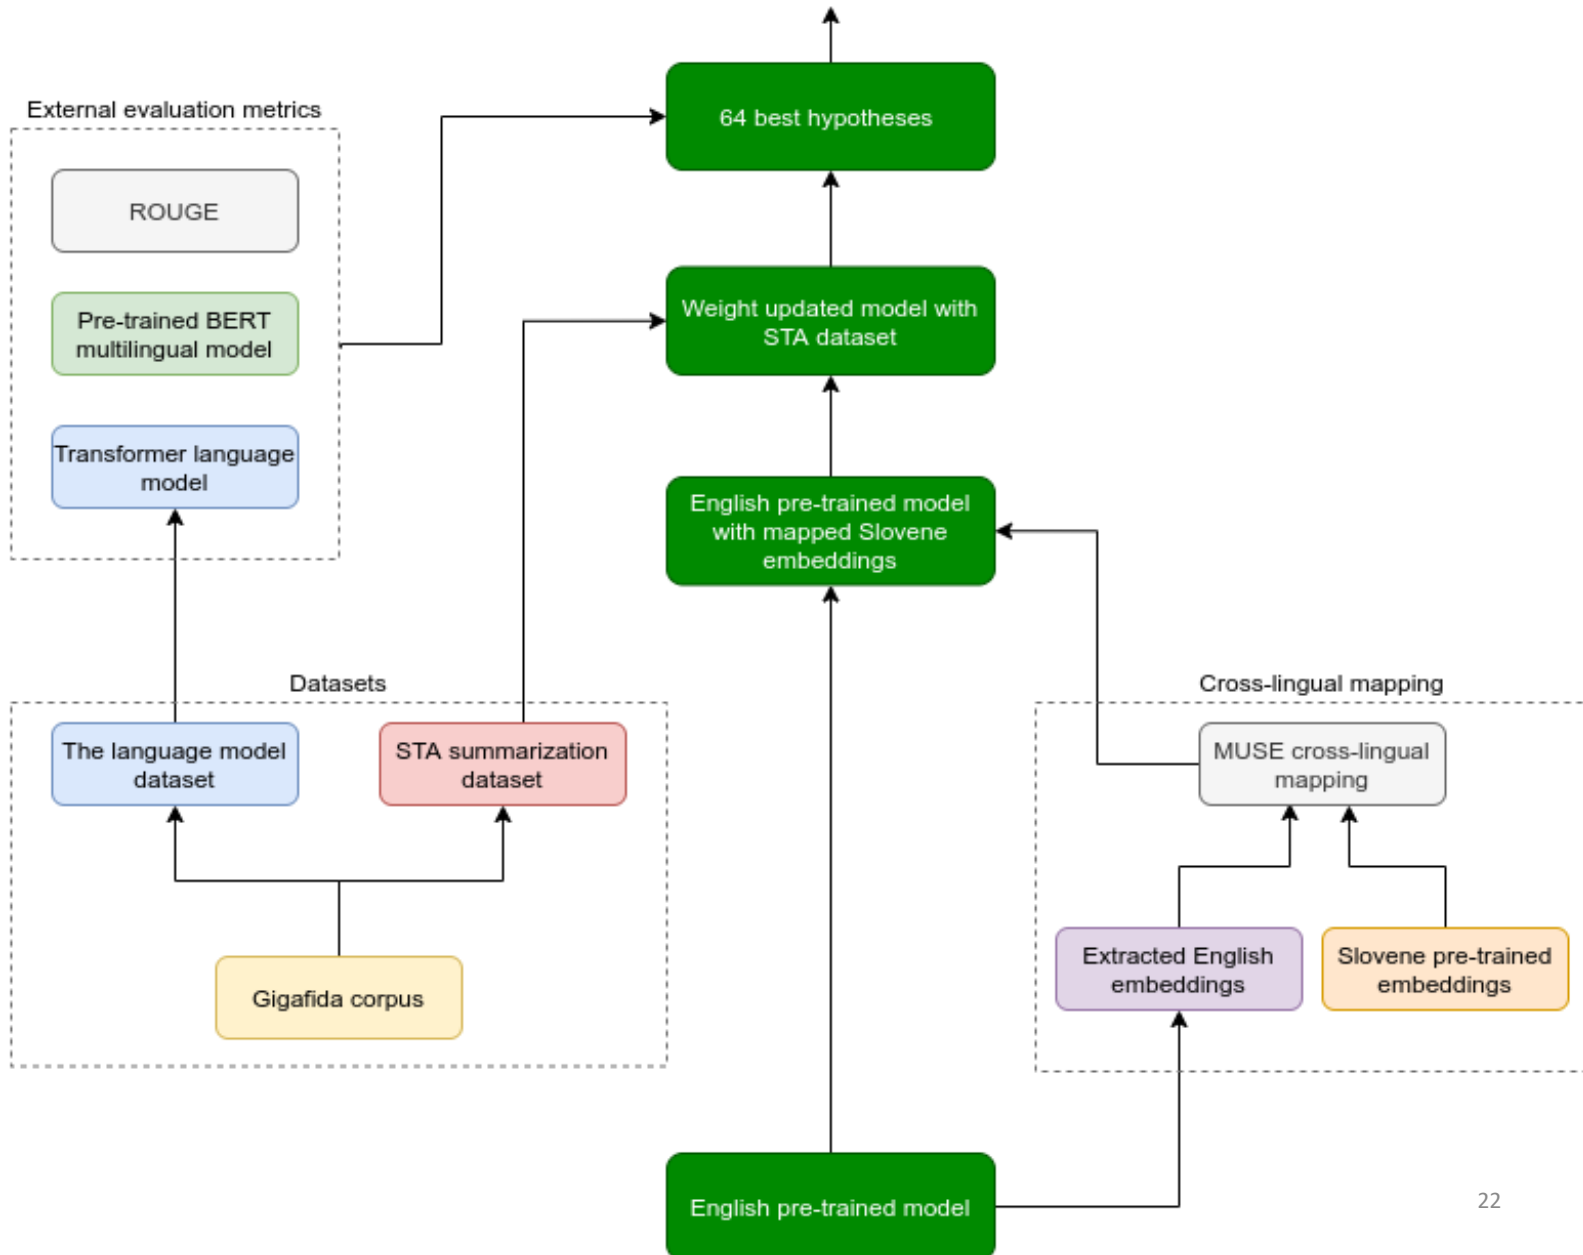 64 best hypotheses
External evaluation metrics
ROUGE
Pre-trained BERT
multilingual model
Transformer language
model
Weight updated model with
STA dataset
English pre-trained model
with mapped Slovene
embeddings
Datasets
The language model
dataset
STA summarization
dataset
Gigafida corpus
Cross-lingual mapping
MUSE cross-lingual
mapping
Extracted English
embeddings
Slovene pre-trained
embeddings
English pre-trained model
22